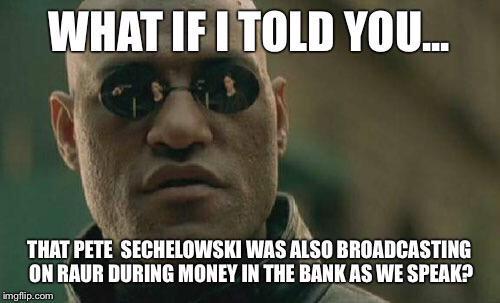 WHAT IF I TOLD YOU...
THAT PETE SECHELOWSKI WAS ALSO BROADCASTING
ON RAUR DURING MONEY IN THE BANK AS WE SPEAK?
imgflip.com